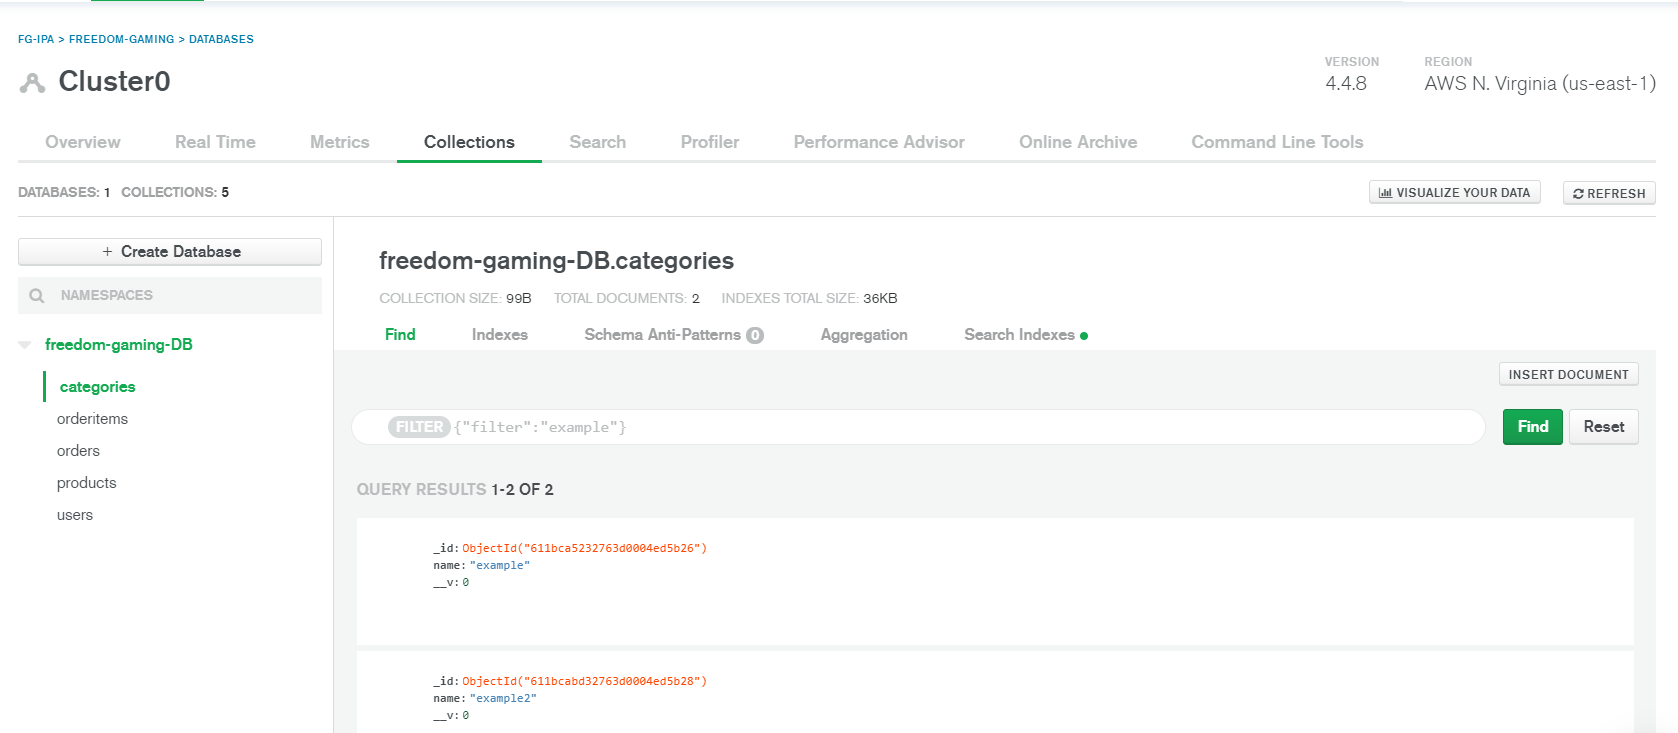 FG-IPA > FREEDOM-GAMING > DATABASES
Cluster0
VERSION
4.4.8
REGION
AWS N. Virginia (us-east-1)
Overview Real Time Metrics Collections Search Profiler Performance Advisor Online Archive Command Line Tools
DATABASES: 1 COLLECTIONS: 5
VISUALIZE YOUR DATA
REFRESH
+ Create Database
NAMESPACES
freedom-gaming-DB
categories
orderitems
orders
products
users
freedom-gaming-DB.categories
COLLECTION SIZE: 99B TOTAL DOCUMENTS: 2 INDEXES TOTAL SIZE: 36KB
Find Indexes Schema Anti-Patterns 0 Aggregation Search Indexes
INSERT DOCUMENT
FILTER {"filter":"example"}
Find
Reset
QUERY RESULTS 1-2 OF 2
_id: ObjectId("611bca5232763d0004ed5b26")
name: "example"
__v: 0
_id: ObjectId("611bcabd32763d0004ed5b28")
name: "example2"
__v: 0